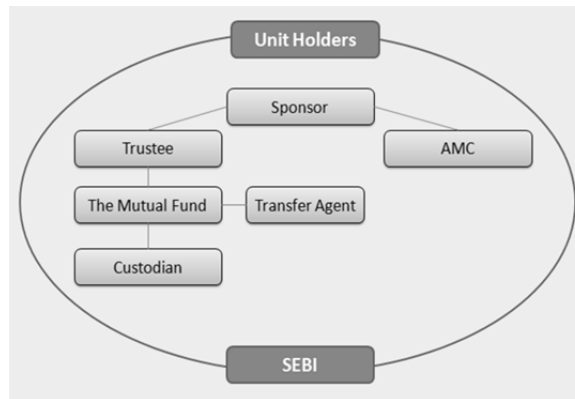 Unit Holders
Sponsor
Trustee
AMC
The Mutual Fund
Transfer Agent
Custodian
SEBI